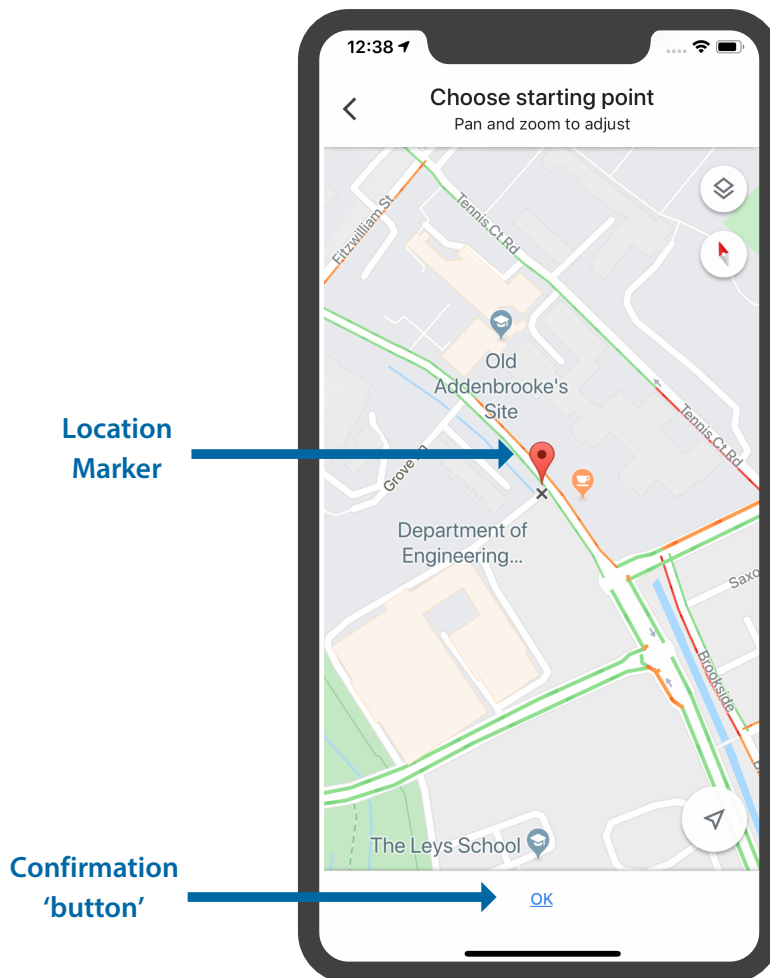 12:38
Choose starting point
Pan and zoom to adjust
Fitzwilliam St
Tennis Ct Rd
Old
Addenbrooke's
Site
Tennis Ct Rd
Location
Marker
Grove
Department of
Engineering...
Saxo
Brookside
The Leys School
Confirmation
‘button’
OK